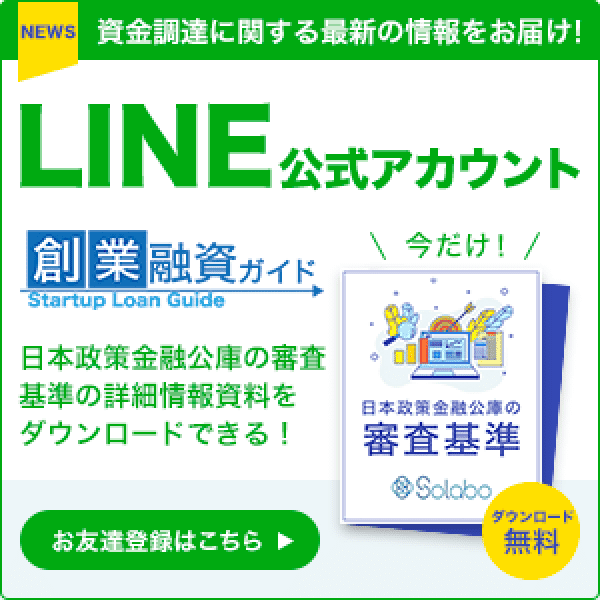 NEWS
資金調達に関する最新の情報をお届け!
LINE公式アカウント
創業融資ガイド
Startup Loan Guide
\ 今だけ! /
日本政策金融公庫の審査
基準の詳細情報資料を
ダウンロードできる!
日本政策金融公庫の
審査基準
Solabo
ダウンロード
無料
お友達登録はこちら ▶